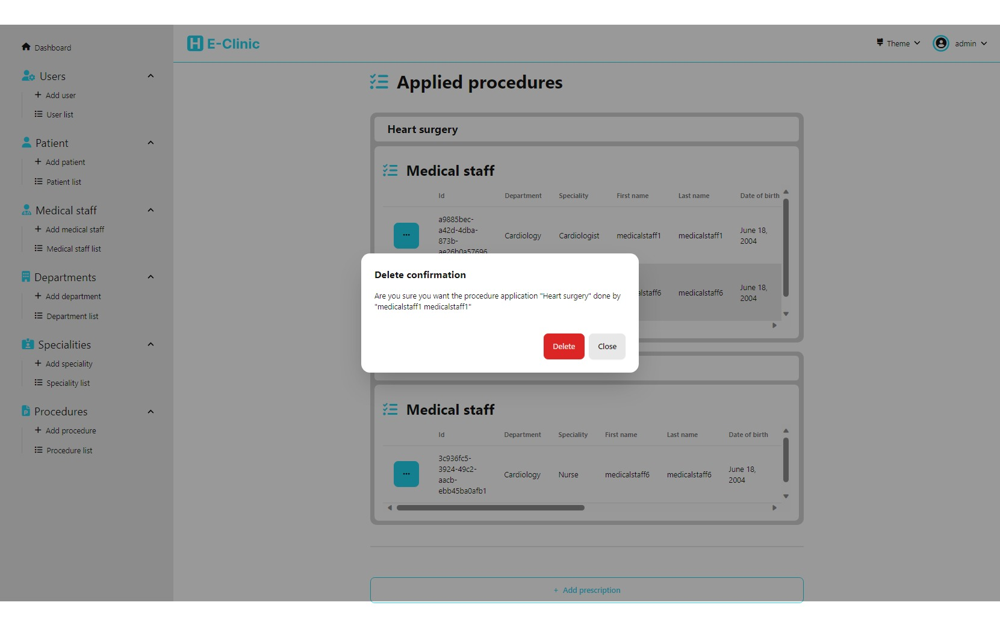 Dashboard
E-Clinic
Theme
admin
Users
Add user
User list
Patient
Add patient
Patient list
Medical staff
Add medical staff
Medical staff list
Departments
Add department
Department list
Specialities
Add speciality
Speciality list
Procedures
Add procedure
Procedure list
Applied procedures
Heart surgery
Medical staff
Id Department Speciality First name Last name Date of birth
a9885bec-
a42d-4dba-
873b-
ae26b0a57696
Cardiology Cardiologist medicalstaff1 medicalstaff1
June 18,
2004
medicalstaff6
June 18,
2004
Delete confirmation
Are you sure you want the procedure application "Heart surgery" done by
"medicalstaff1 medicalstaff1"
Delete
Close
Medical staff
Id Department Speciality First name Last name Date of birth
3c936fc5-
3924-49c2-
aacb-
ebb45ba0afb1
Cardiology Nurse medicalstaff6 medicalstaff6
June 18,
2004
+ Add prescription